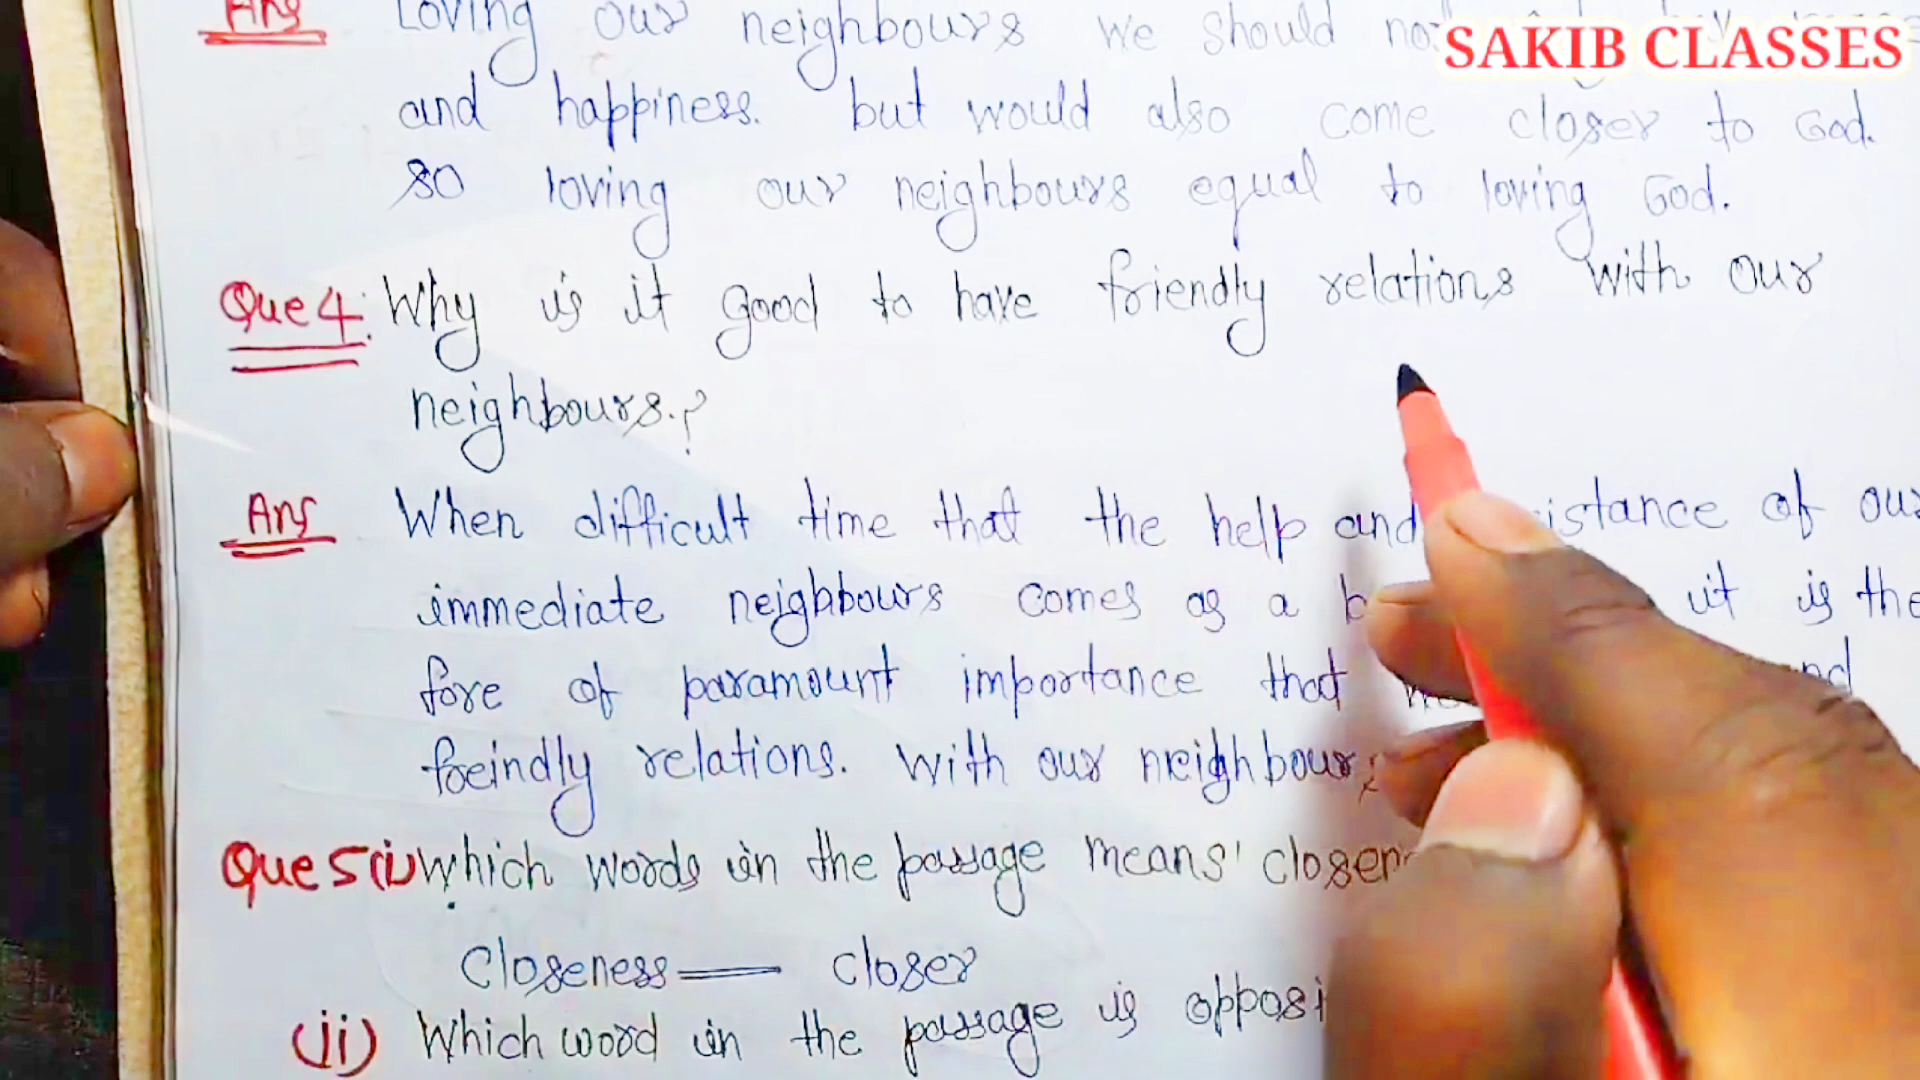 Ans Loving our neighbours we should not
SAKIB CLASSES
and happiness. but would also come closer to God.
so loving our neighbours equal to loving God.
Que 4: Why is it good to have friendly relations with our
neighbours.?
Ans When difficult time that the help and istance of our
immediate neighbours comes as a b it is the
fore of paramount importance that nd
foeindly relations. With our neighbour
Que 5(i) Which words in the passage means' closen
Closeness — closer
(ii) Which word in the passage is opposi